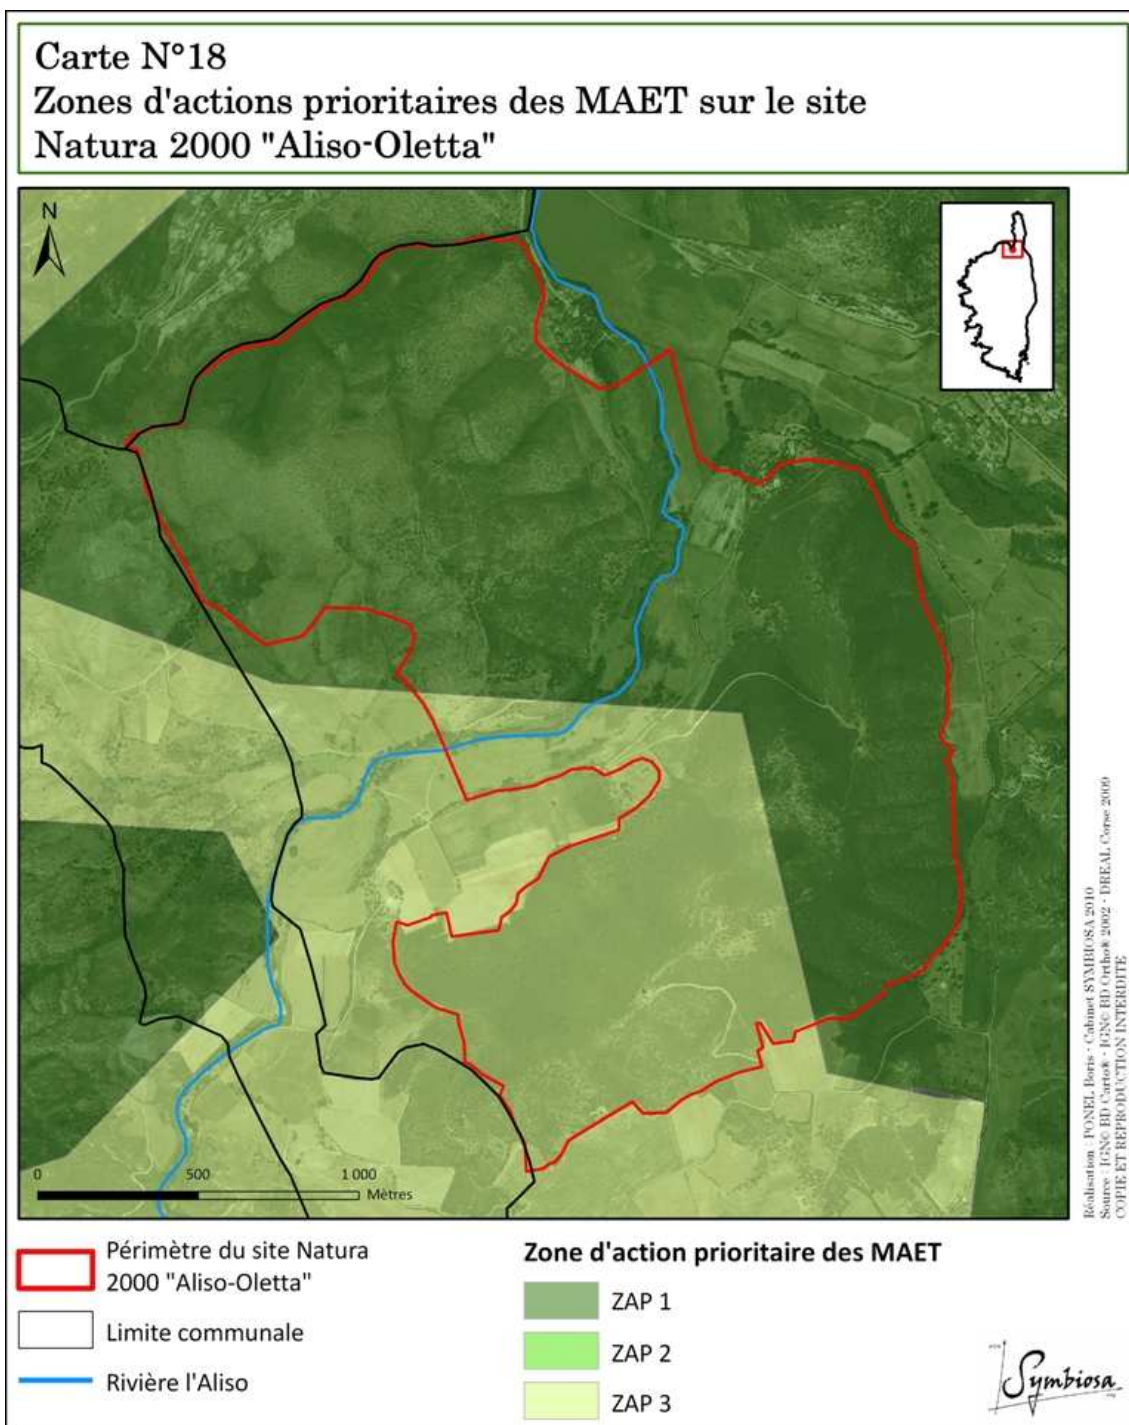 Carte N°18
Zones d'actions prioritaires des MAET sur le site
Natura 2000 "Aliso-Oletta"
N
0 500 1 000
Mètres
Réalisation : PONEL Boris - Cabinet SYMBIOSA 2010
Source : IGN© BD Carto® - IGN© BD Ortho® 2002 - DREAL Corse 2009
COPIE ET REPRODUCTION INTERDITE
Périmètre du site Natura
2000 "Aliso-Oletta"
Limite communale
Rivière l'Aliso
Zone d'action prioritaire des MAET
ZAP 1
ZAP 2
ZAP 3
Symbiosa